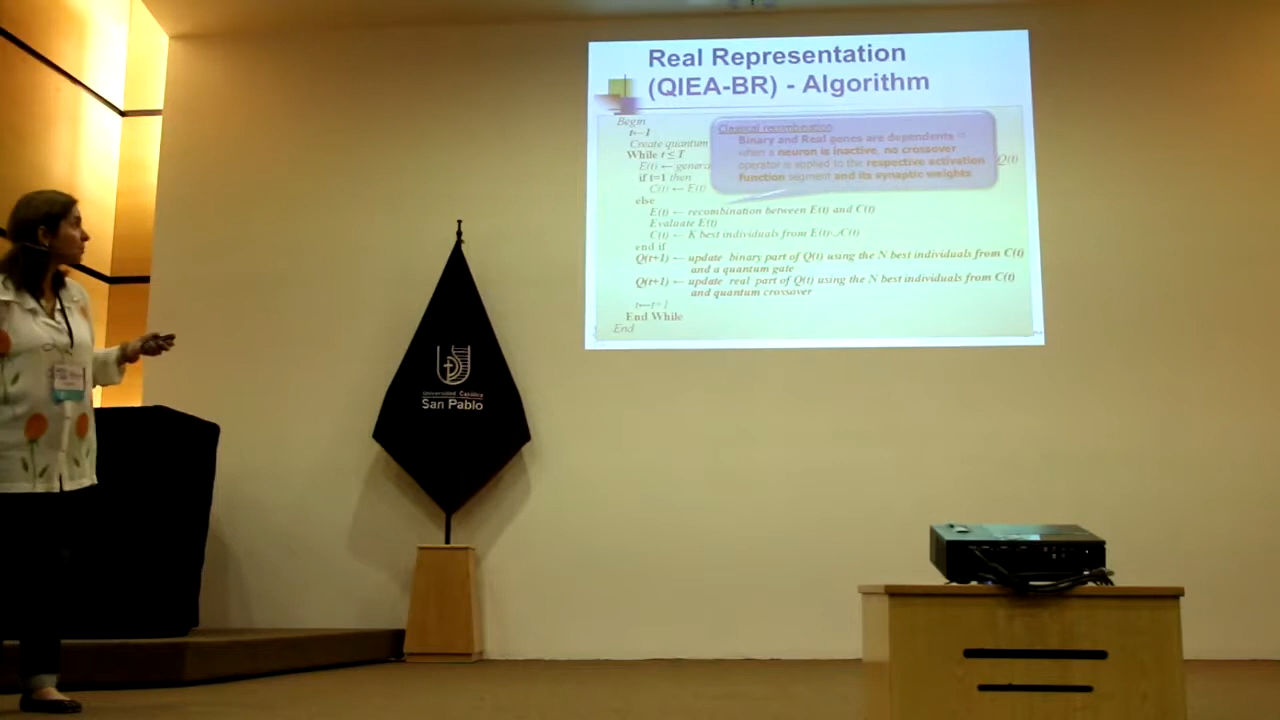 Real Representation
(QIEA-BR) - Algorithm
Begin
t←1
Create quantum
While t ≤ T
E(t) ← genera
Q(t)
if t=1 then
C(t) ← E(t)
else
E(t) ← recombination between E(t) and C(t)
Evaluate E(t)
C(t) ← K best individuals from E(t)∪C(t)
end if
Q(t+1) ← update binary part of Q(t) using the N best individuals from C(t)
and a quantum gate
Q(t+1) ← update real part of Q(t) using the N best individuals from C(t)
and quantum crossover
t←t+1
End While
End
Classical recombination
Binary and Real genes are dependents =
when a neuron is inactive, no crossover
operator is applied to the respective activation
function segment and its synaptic weights
Universidad Católica
San Pablo